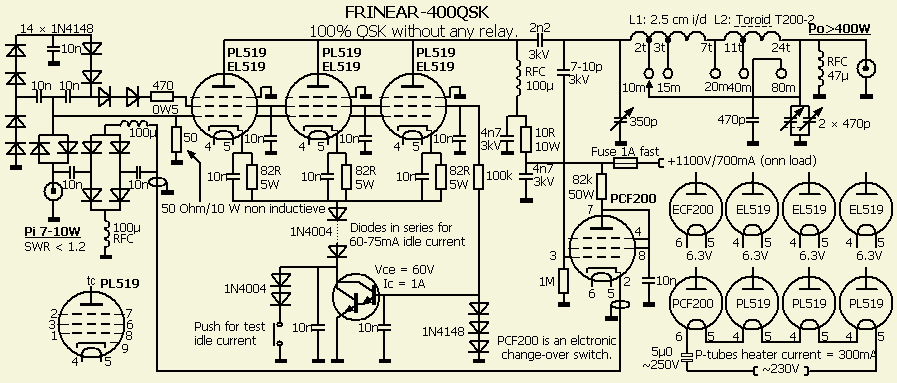 FRINEAR-400QSK
100% QSK without any relay.
14 × 1N4148
10n
PL519
EL519
PL519
EL519
PL519
EL519
2n2
3kV
L1: 2.5 cm i/d L2: Toroid T200-2
Po>400W
2t 3t 7t 11t 24t
10m 15m 20m 40m 80m
RFC
100µ
7-10p
3kV
RFC
47µ
10n 10n
470
0W5
100µ
50
4 5
10n
4 5
10n
4 5
10n
4n7
3kV
10R
10W
350p
470p
2 × 470p
Fuse 1A fast
+1100V/700mA (onn load)
10n
10n
10n
82R
5W
10n
82R
5W
10n
82R
5W
100k
4n7
3kV
82k
50W
PCF200
7
3
4
8
2
6 5
1M
10n
50 Ohm/10 W non inductieve
Pi 7-10W
SWR < 1.2
100µ
RFC
1N4004
Diodes in series for
60-75mA idle current
Vce = 60V
Ic = 1A
1N4004
Push for test
idle current
10n
10n
1N4148
PCF200 is an elctronic
change-over switch.
tc PL519
2
3
1
7
6
8
9
4 5
ECF200 EL519 EL519 EL519
6 5 4 5 4 5 4 5
6.3V 6.3V 6.3V 6.3V
PCF200 PL519 PL519 PL519
6 5 4 5 4 5 4 5
5µ0
~250V
P-tubes heater current = 300mA
~230V